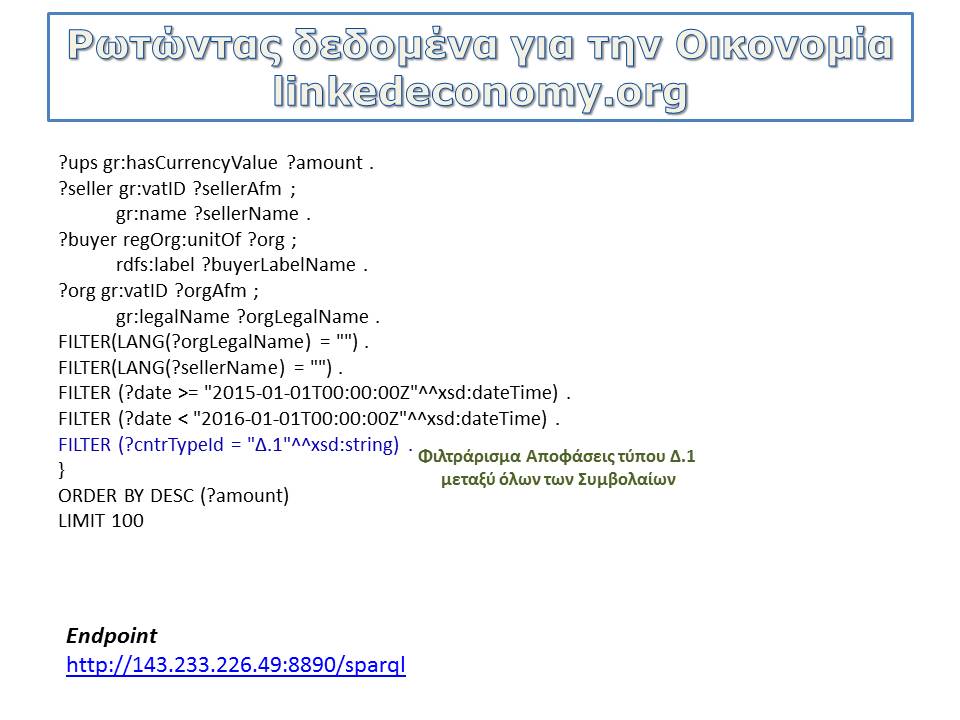 Ρωτώντας δεδομένα για την Οικονομία
linkedeconomy.org
?ups gr:hasCurrencyValue ?amount .
?seller gr:vatID ?sellerAfm ;
gr:name ?sellerName .
?buyer regOrg:unitOf ?org ;
rdfs:label ?buyerLabelName .
?org gr:vatID ?orgAfm ;
gr:legalName ?orgLegalName .
FILTER(LANG(?orgLegalName) = "") .
FILTER(LANG(?sellerName) = "") .
FILTER (?date >= "2015-01-01T00:00:00Z"^^xsd:dateTime) .
FILTER (?date < "2016-01-01T00:00:00Z"^^xsd:dateTime) .
FILTER (?cntrTypeId = "Δ.1"^^xsd:string) .
Φιλτράρισμα Αποφάσεις τύπου Δ.1
μεταξύ όλων των Συμβολαίων
}
ORDER BY DESC (?amount)
LIMIT 100
Endpoint
http://143.233.226.49:8890/sparql